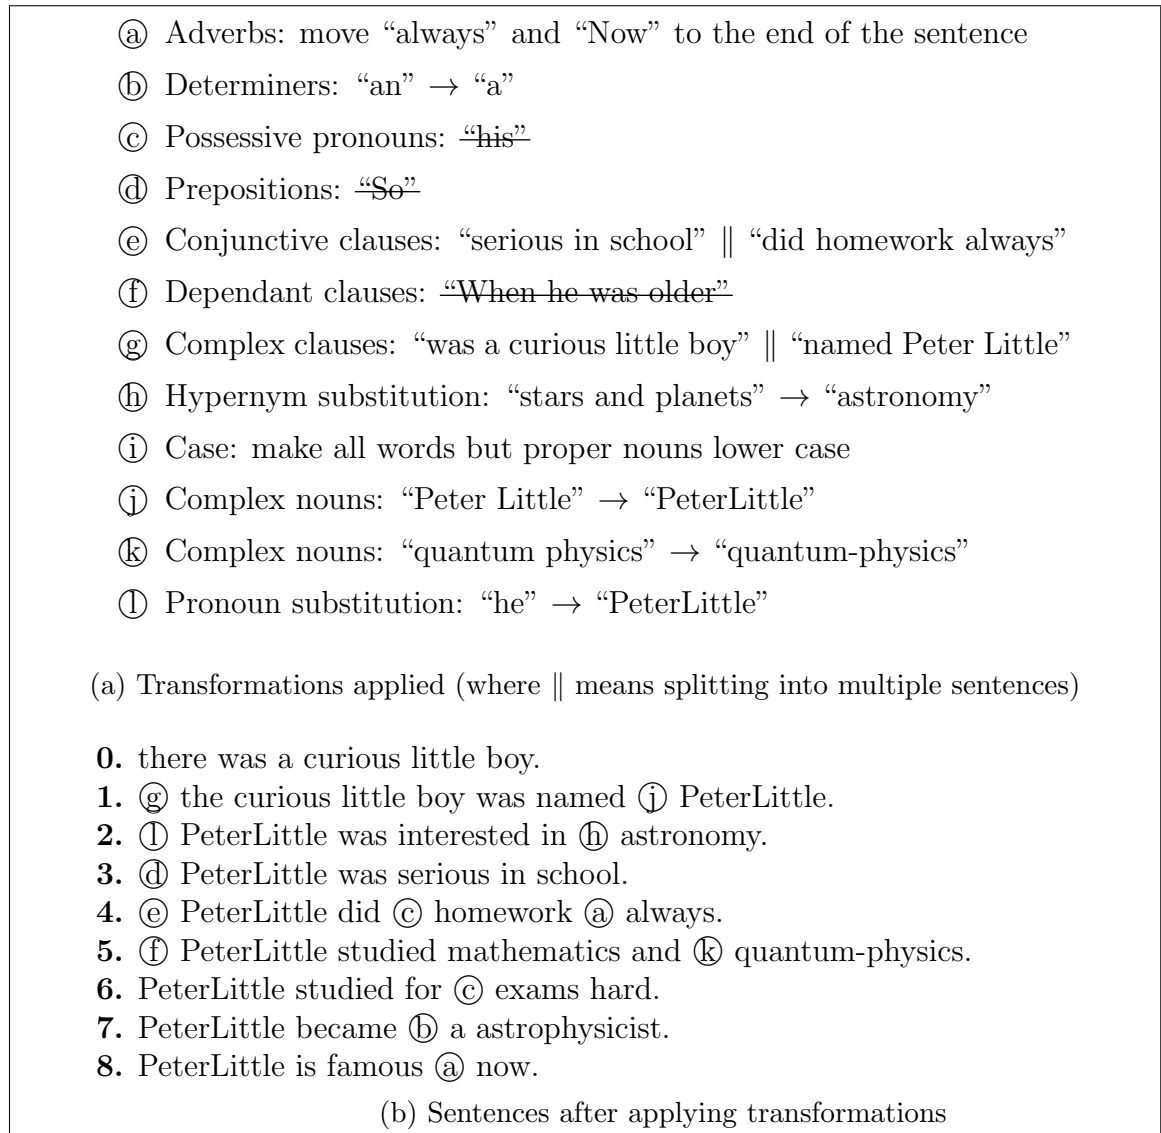 ⓐ Adverbs: move “always” and “Now” to the end of the sentence
ⓑ Determiners: “an” → “a”
ⓒ Possessive pronouns: “his”
ⓓ Prepositions: “So”
ⓔ Conjunctive clauses: “serious in school” ∥ “did homework always”
ⓕ Dependant clauses: “When he was older”
ⓖ Complex clauses: “was a curious little boy” ∥ “named Peter Little”
ⓗ Hypernym substitution: “stars and planets” → “astronomy”
ⓘ Case: make all words but proper nouns lower case
ⓙ Complex nouns: “Peter Little” → “PeterLittle”
ⓚ Complex nouns: “quantum physics” → “quantum-physics”
ⓛ Pronoun substitution: “he” → “PeterLittle”
(a) Transformations applied (where ∥ means splitting into multiple sentences)
0. there was a curious little boy.
1. ⓖ the curious little boy was named ⓙ PeterLittle.
2. ⓛ PeterLittle was interested in ⓗ astronomy.
3. ⓓ PeterLittle was serious in school.
4. ⓔ PeterLittle did ⓒ homework ⓐ always.
5. ⓕ PeterLittle studied mathematics and ⓚ quantum-physics.
6. PeterLittle studied for ⓒ exams hard.
7. PeterLittle became ⓑ a astrophysicist.
8. PeterLittle is famous ⓐ now.
(b) Sentences after applying transformations